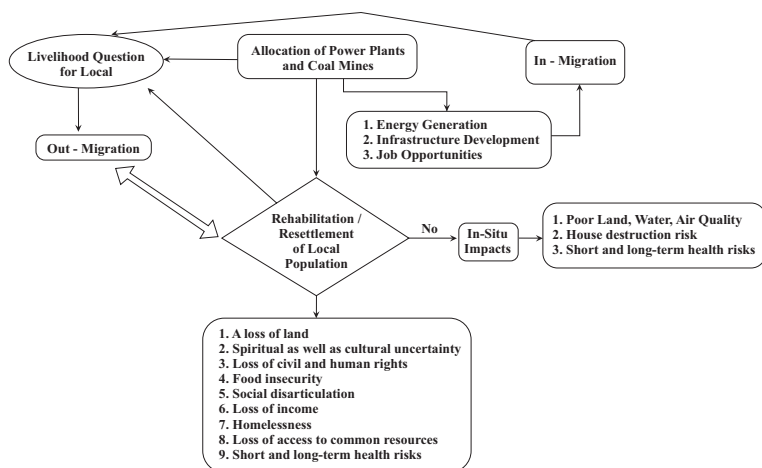 Livelihood Question
for Local
Allocation of Power Plants
and Coal Mines
In - Migration
1. Energy Generation
2. Infrastructure Development
3. Job Opportunities
Out - Migration
Rehabilitation /
Resettlement
of Local
Population
No
In-Situ
Impacts
1. Poor Land, Water, Air Quality
2. House destruction risk
3. Short and long-term health risks
1. A loss of land
2. Spiritual as well as cultural uncertainty
3. Loss of civil and human rights
4. Food insecurity
5. Social disarticulation
6. Loss of income
7. Homelessness
8. Loss of access to common resources
9. Short and long-term health risks